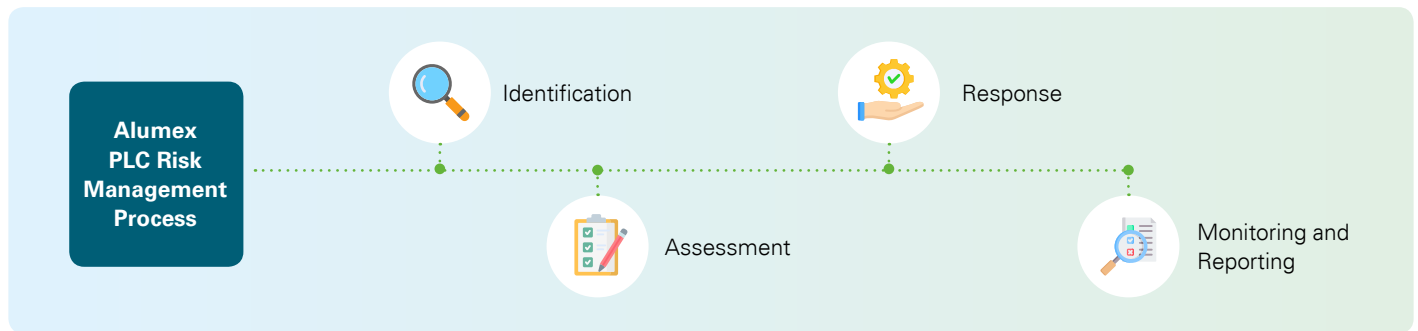 Alumex
PLC Risk
Management
Process
Identification
Assessment
Response
Monitoring and
Reporting